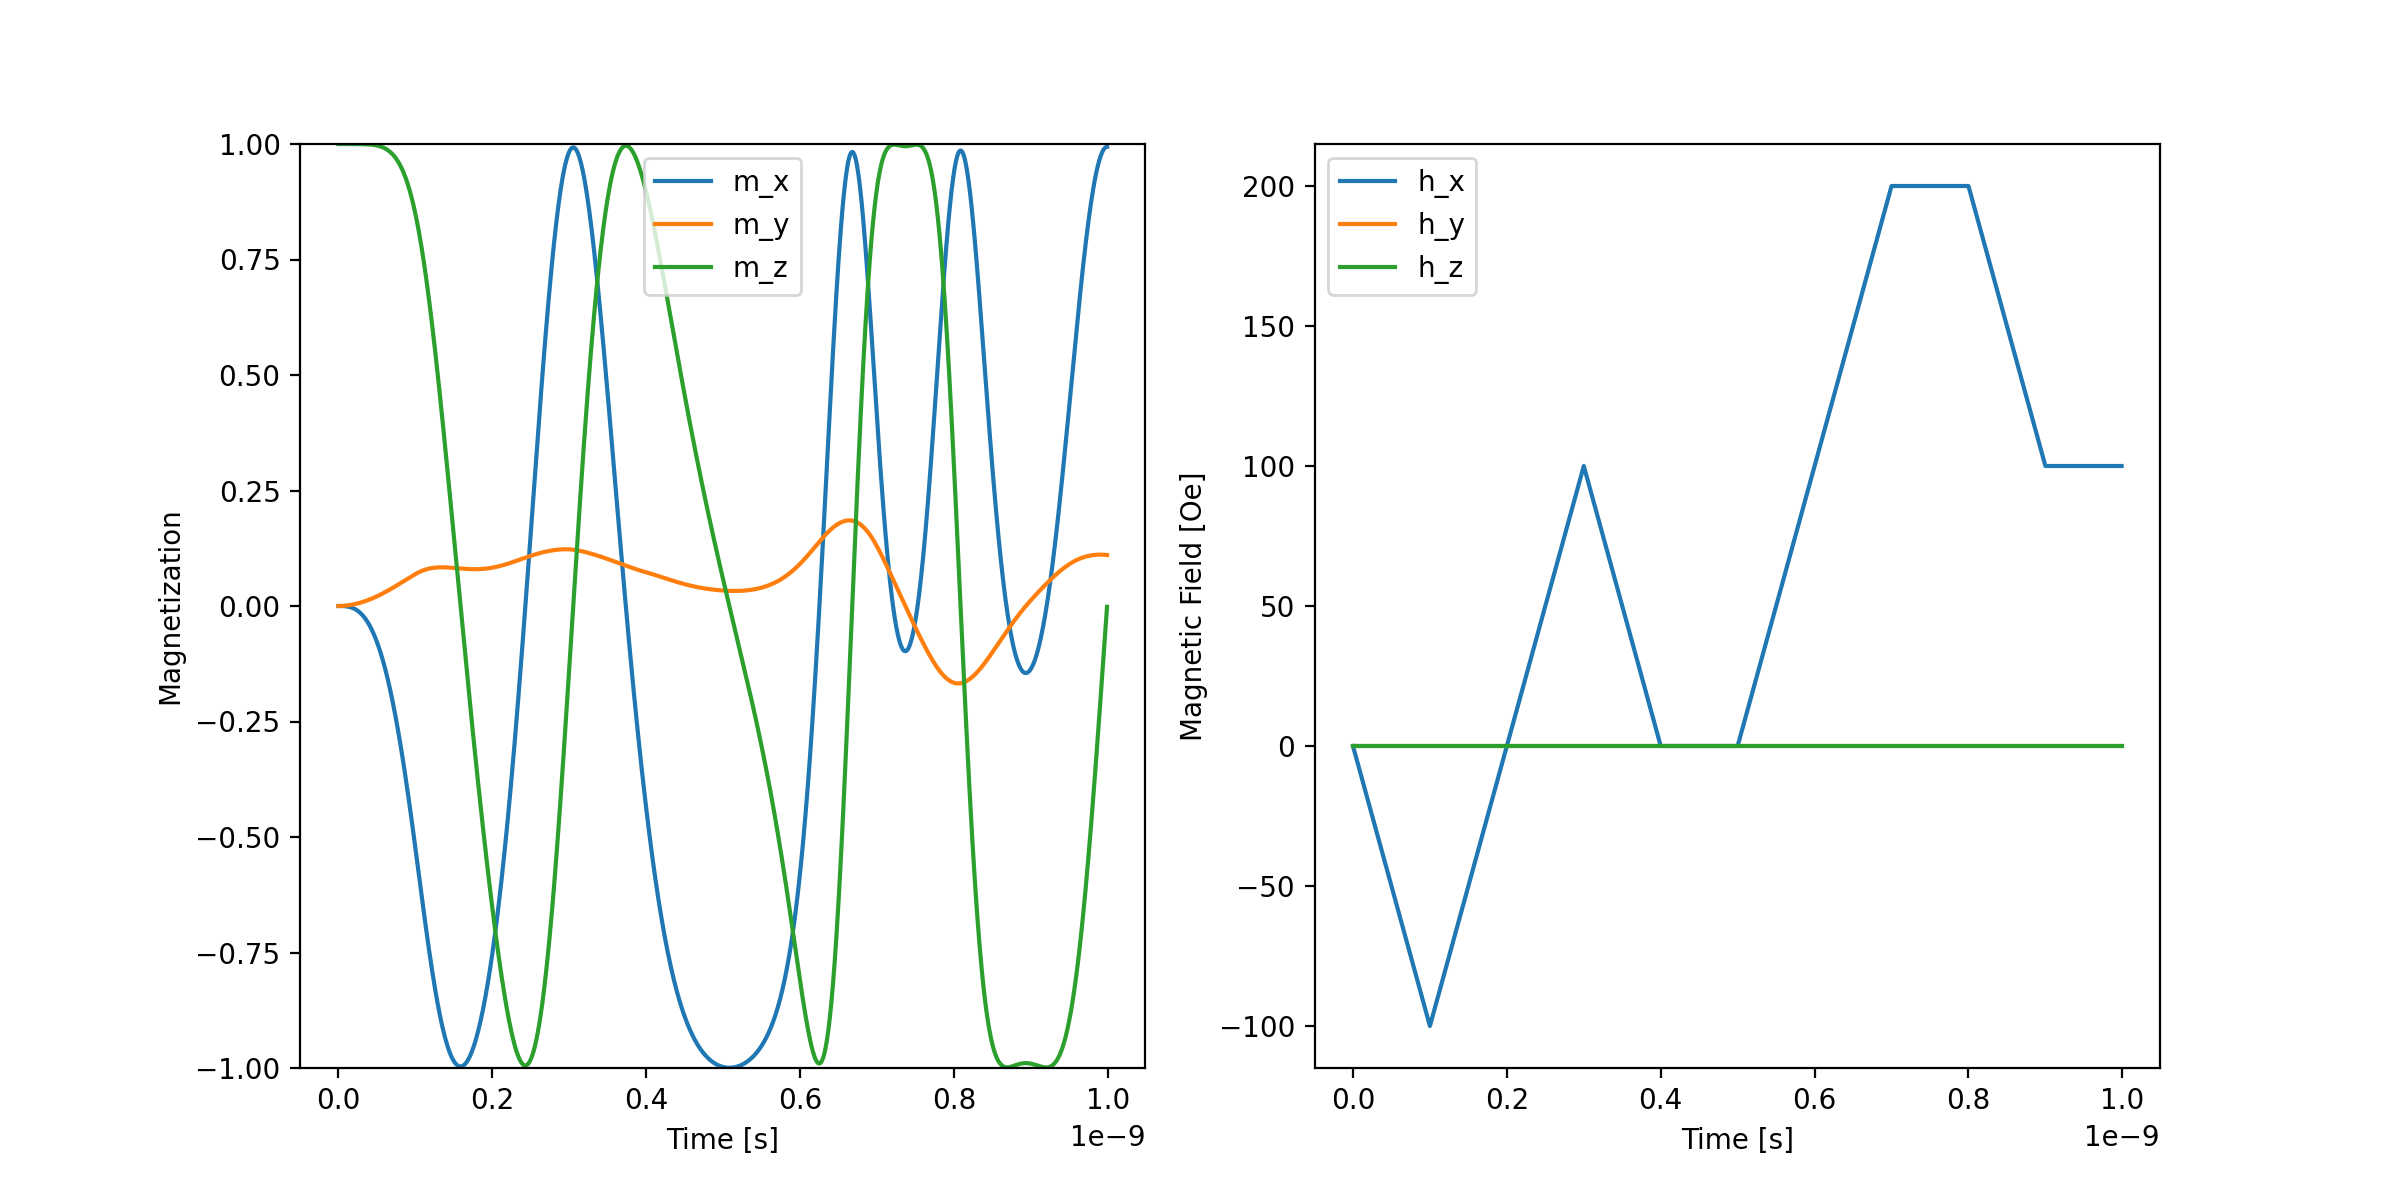 Magnetization
1.00
0.75
0.50
0.25
0.00
−0.25
−0.50
−0.75
−1.00
m_x
m_y
m_z
0.0 0.2 0.4 0.6 0.8 1.0
Time [s]
1e−9
Magnetic Field [Oe]
200
150
100
50
0
−50
−100
h_x
h_y
h_z
0.0 0.2 0.4 0.6 0.8 1.0
Time [s]
1e−9